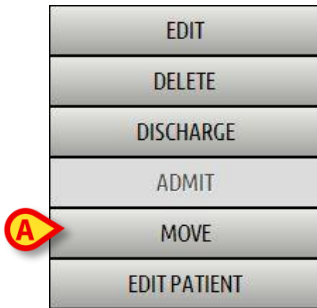 EDIT
DELETE
DISCHARGE
ADMIT
A
MOVE
EDIT PATIENT